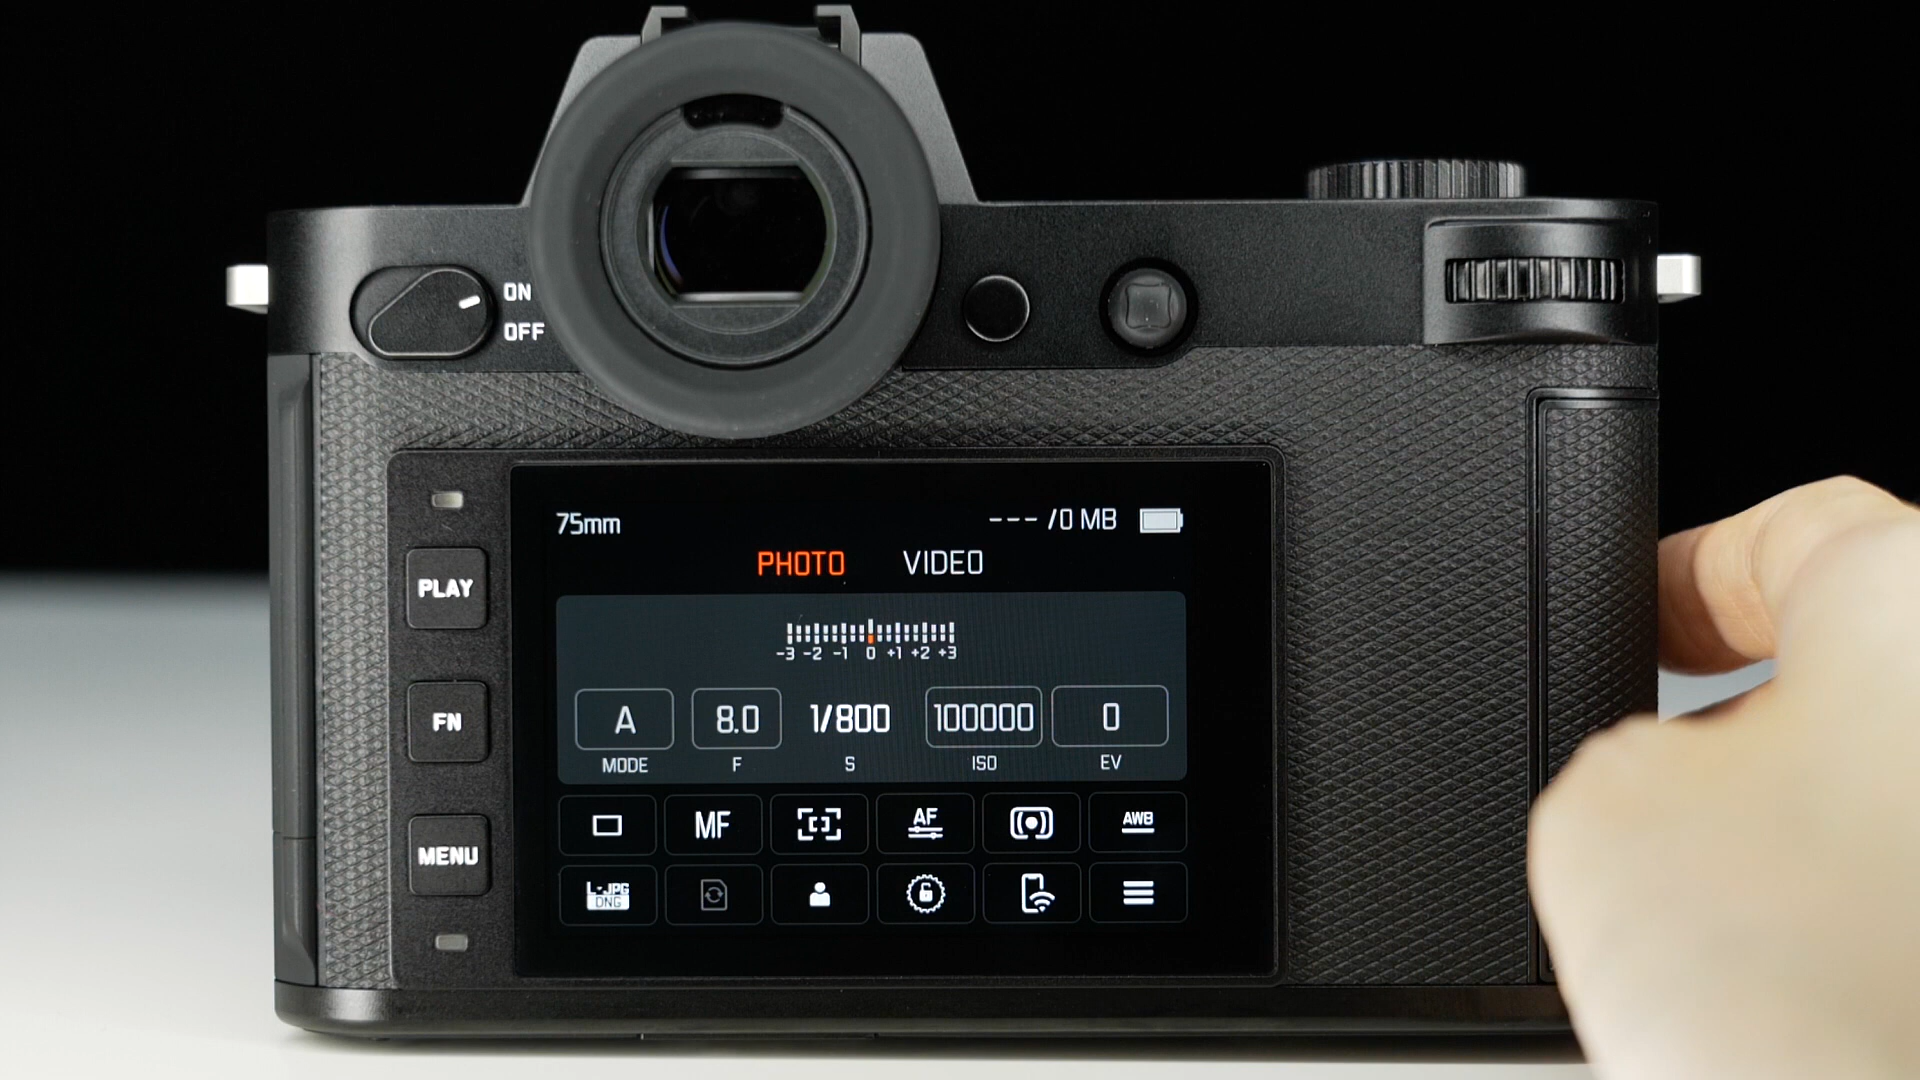 ON
OFF
75mm
--- /0 MB
PHOTO VIDEO
-3 -2 -1 0 +1 +2 +3
A 8.0 1/800 100000 0
MODE F S ISO EV
MF AF AWB
L-JPG
DNG
PLAY
FN
MENU